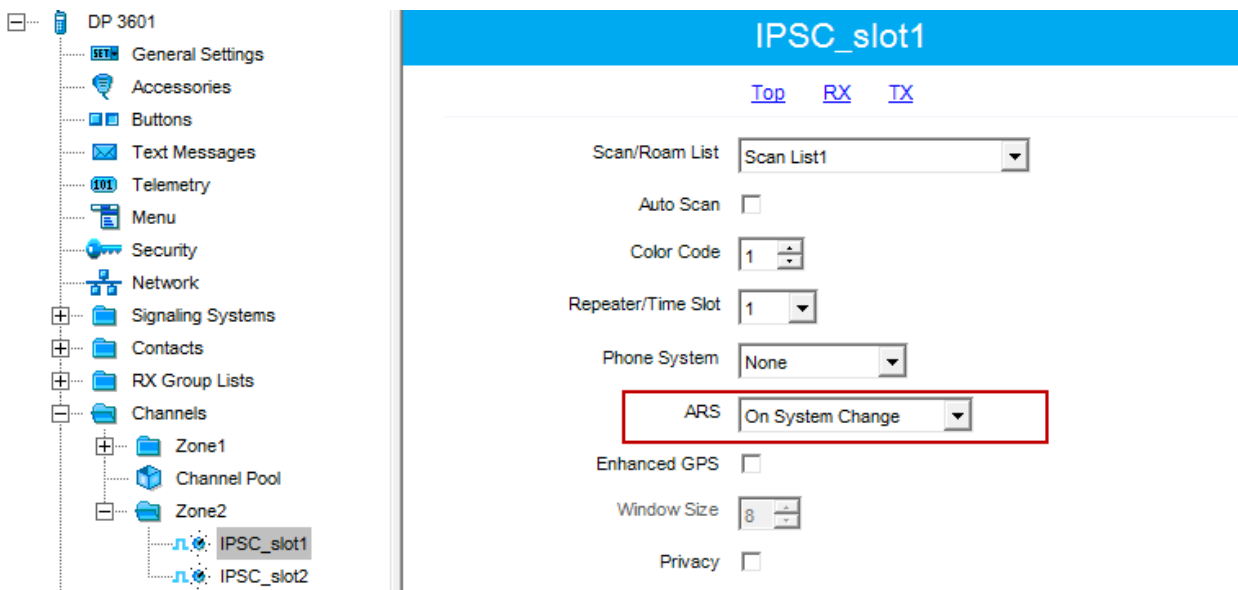 DP 3601
SET
General Settings
Accessories
Buttons
Text Messages
101
Telemetry
Menu
Security
Network
Signaling Systems
Contacts
RX Group Lists
Channels
Zone1
Channel Pool
Zone2
IPSC_slot1
IPSC_slot2
IPSC_slot1
Top RX TX
Scan/Roam List Scan List1
Auto Scan
Color Code 1
Repeater/Time Slot 1
Phone System None
ARS On System Change
Enhanced GPS
Window Size 8
Privacy